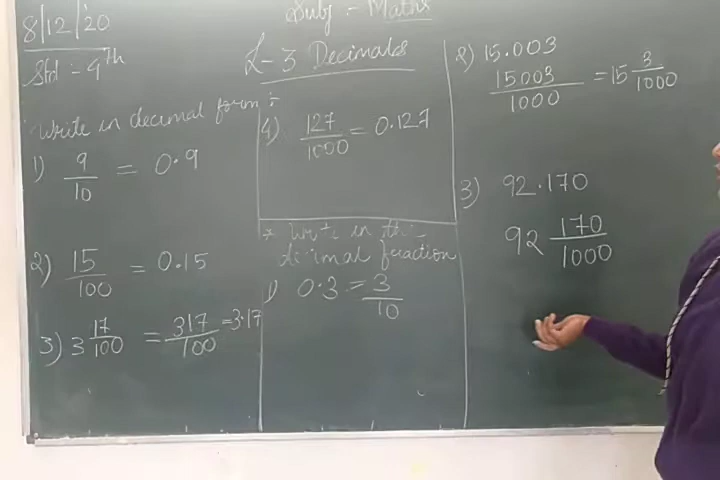 8/12/20
Std :- 4th
Subj :- Maths
L-3 Decimals
Write in decimal form :-
1) 9/10 = 0.9
2) 15/100 = 0.15
3) 3 17/100 = 317/100 = 3.17
4) 127/1000 = 0.127
* Write in the
decimal fraction
1) 0.3 = 3/10
2) 15.003
15003/1000 = 15 3/1000
3) 92.170
92 170/1000